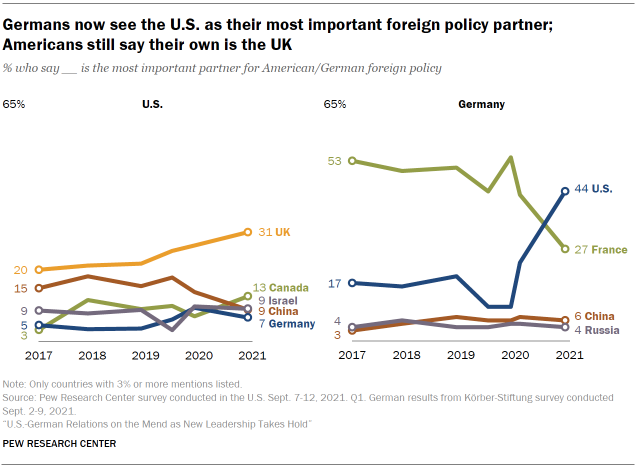 Germans now see the U.S. as their most important foreign policy partner;
Americans still say their own is the UK
% who say __ is the most important partner for American/German foreign policy
65%
U.S.
20
15
9
5
3
31 UK
13 Canada
9 Israel
9 China
7 Germany
2017 2018 2019 2020 2021
65%
Germany
53
17
4
3
44 U.S.
27 France
6 China
4 Russia
2017 2018 2019 2020 2021
Note: Only countries with 3% or more mentions listed.
Source: Pew Research Center survey conducted in the U.S. Sept. 7-12, 2021. Q1. German results from Körber-Stiftung survey conducted
Sept. 2-9, 2021.
“U.S.-German Relations on the Mend as New Leadership Takes Hold”
PEW RESEARCH CENTER